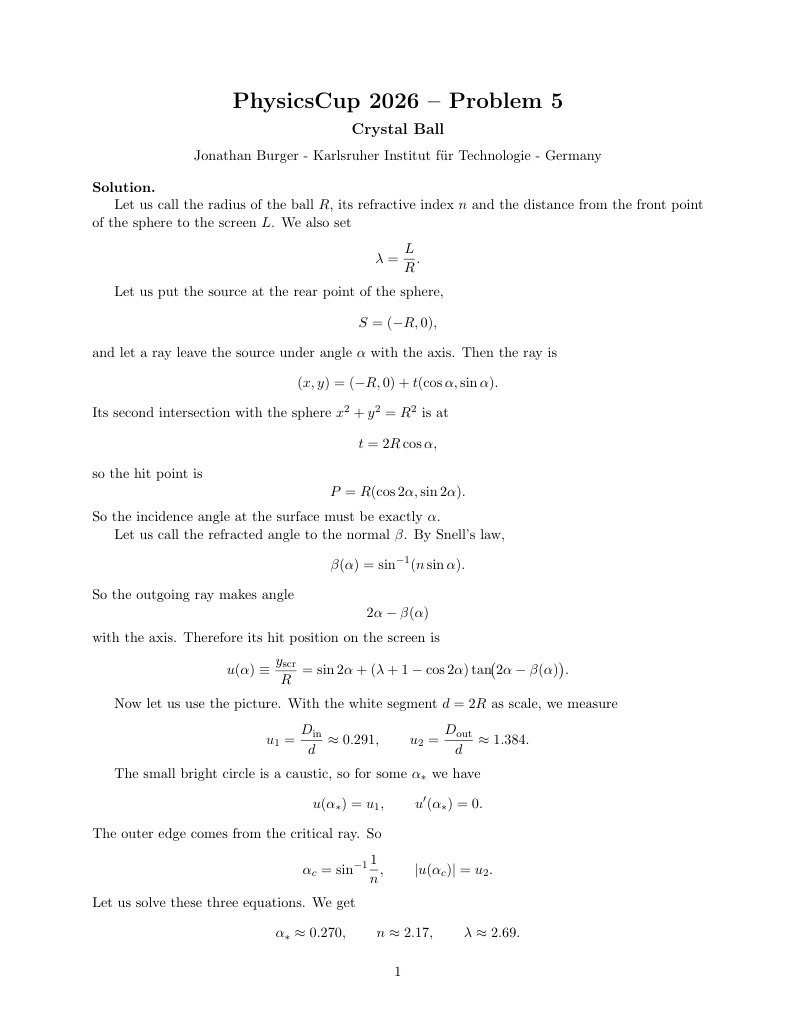 PhysicsCup 2026 – Problem 5
Crystal Ball
Jonathan Burger - Karlsruher Institut für Technologie - Germany
Solution.
Let us call the radius of the ball R, its refractive index n and the distance from the front point
of the sphere to the screen L. We also set
λ = L/R.
Let us put the source at the rear point of the sphere,
S = (−R, 0),
and let a ray leave the source under angle α with the axis. Then the ray is
(x, y) = (−R, 0) + t(cos α, sin α).
Its second intersection with the sphere x² + y² = R² is at
t = 2R cos α,
so the hit point is
P = R(cos 2α, sin 2α).
So the incidence angle at the surface must be exactly α.
Let us call the refracted angle to the normal β. By Snell's law,
β(α) = sin⁻¹(n sin α).
So the outgoing ray makes angle
2α − β(α)
with the axis. Therefore its hit position on the screen is
u(α) ≡ y_scr/R = sin 2α + (λ + 1 − cos 2α) tan(2α − β(α)).
Now let us use the picture. With the white segment d = 2R as scale, we measure
u₁ = D_in/d ≈ 0.291, u₂ = D_out/d ≈ 1.384.
The small bright circle is a caustic, so for some α∗ we have
u(α∗) = u₁, u′(α∗) = 0.
The outer edge comes from the critical ray. So
α_c = sin⁻¹ 1/n, |u(α_c)| = u₂.
Let us solve these three equations. We get
α∗ ≈ 0.270, n ≈ 2.17, λ ≈ 2.69.
1